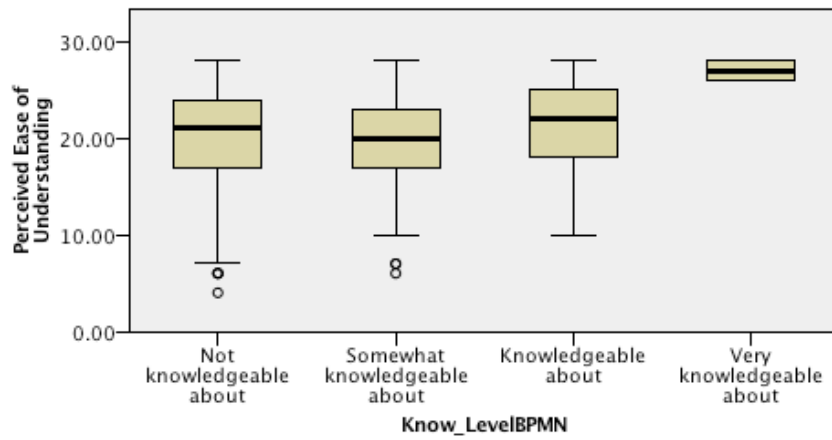 30.00
20.00
10.00
0.00
Perceived Ease of
Understanding
Not
knowledgeable
about
Somewhat
knowledgeable
about
Knowledgeable
about
Very
knowledgeable
about
Know_LevelBPMN